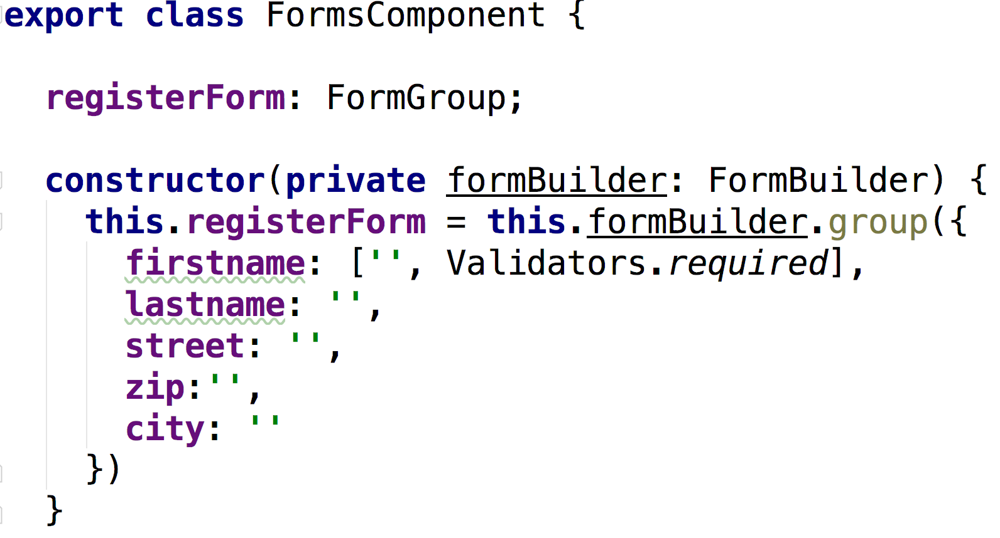 export class FormsComponent {
registerForm: FormGroup;
constructor(private formBuilder: FormBuilder) {
this.registerForm = this.formBuilder.group({
firstname: ['', Validators.required],
lastname: '',
street: '',
zip:'',
city: ''
})
}